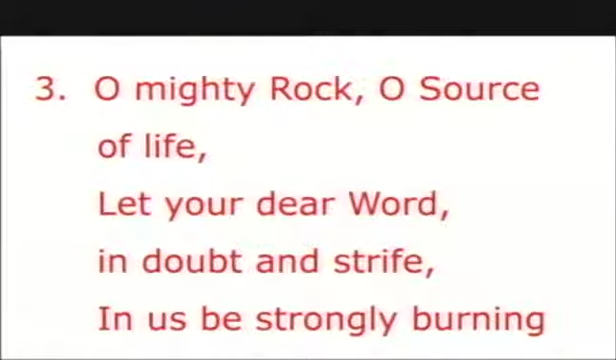 3. O mighty Rock, O Source
of life,
Let your dear Word,
in doubt and strife,
In us be strongly burning